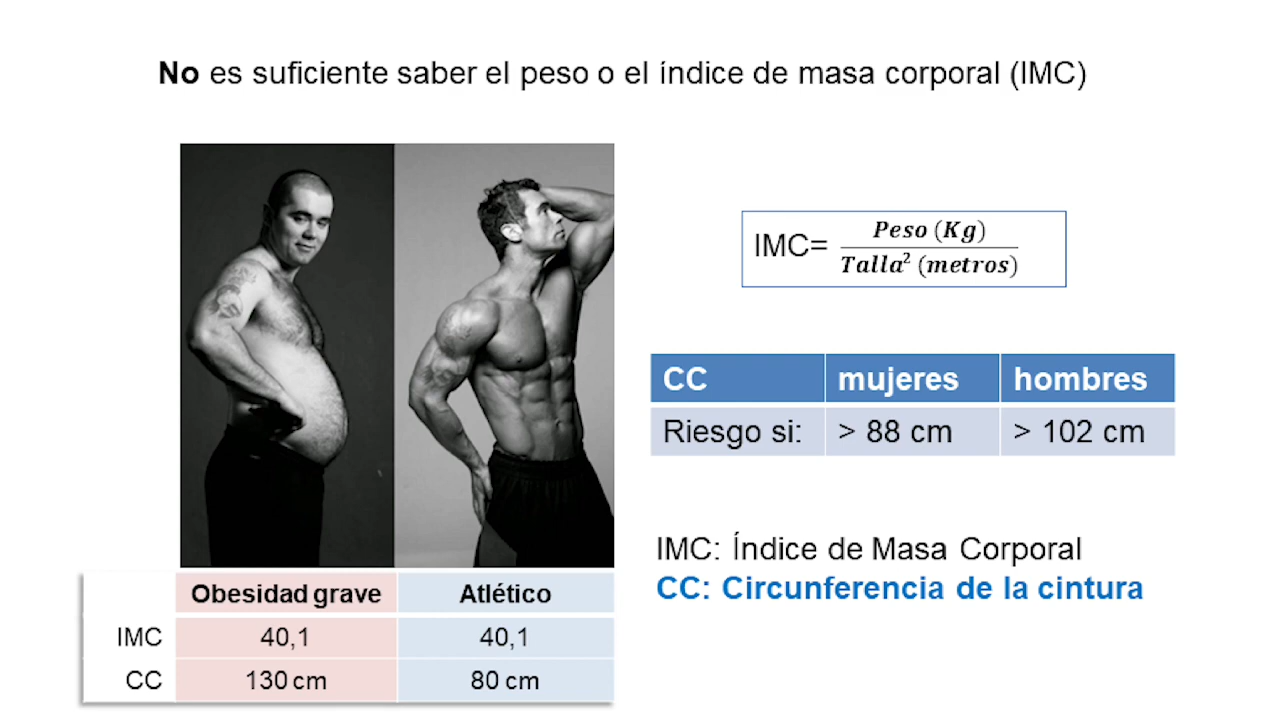 No es suficiente saber el peso o el índice de masa corporal (IMC)
IMC= Peso (Kg)
Talla² (metros)
CC mujeres hombres
Riesgo si: > 88 cm > 102 cm
IMC: Índice de Masa Corporal
CC: Circunferencia de la cintura
Obesidad grave Atlético
IMC 40,1 40,1
CC 130 cm 80 cm